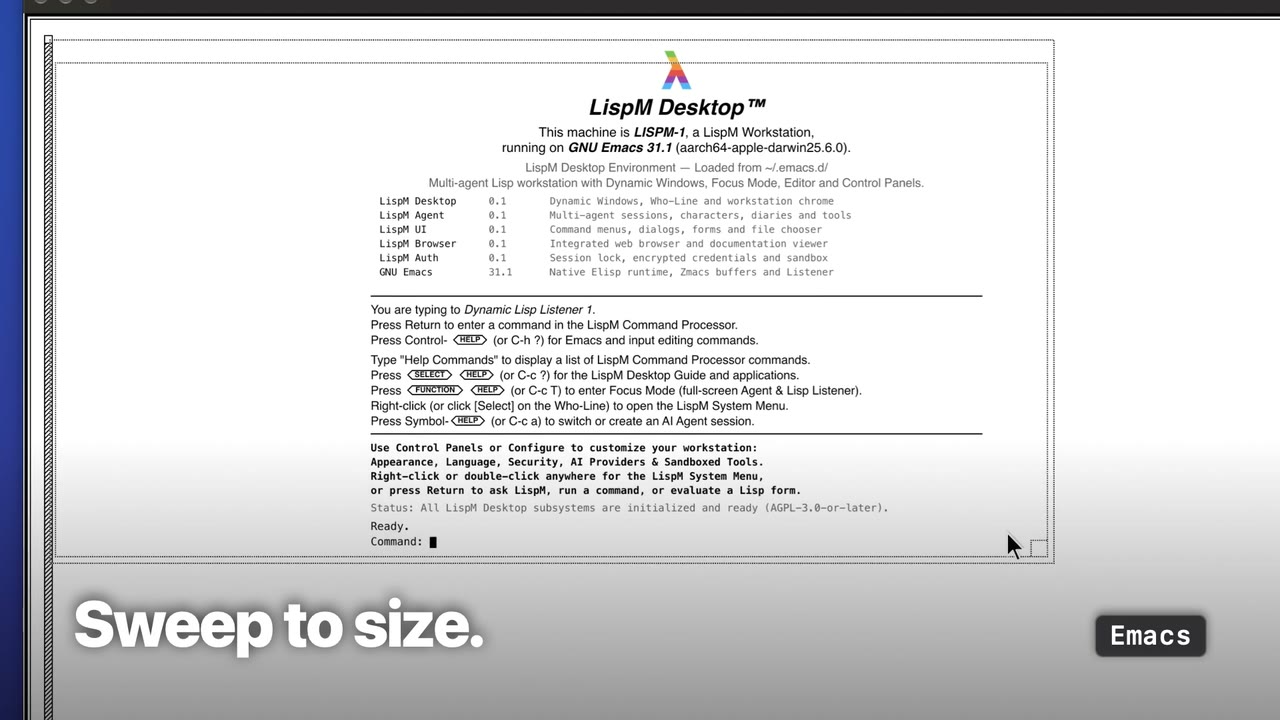 λ
LispM Desktop™
This machine is LISPM-1, a LispM Workstation,
running on GNU Emacs 31.1 (aarch64-apple-darwin25.6.0).
LispM Desktop Environment — Loaded from ~/.emacs.d/
Multi-agent Lisp workstation with Dynamic Windows, Focus Mode, Editor and Control Panels.
LispM Desktop 0.1 Dynamic Windows, Who-Line and workstation chrome
LispM Agent 0.1 Multi-agent sessions, characters, diaries and tools
LispM UI 0.1 Command menus, dialogs, forms and file chooser
LispM Browser 0.1 Integrated web browser and documentation viewer
LispM Auth 0.1 Session lock, encrypted credentials and sandbox
GNU Emacs 31.1 Native Elisp runtime, Zmacs buffers and Listener
You are typing to Dynamic Lisp Listener 1.
Press Return to enter a command in the LispM Command Processor.
Press Control- HELP (or C-h ?) for Emacs and input editing commands.
Type "Help Commands" to display a list of LispM Command Processor commands.
Press SELECT HELP (or C-c ?) for the LispM Desktop Guide and applications.
Press FUNCTION HELP (or C-c T) to enter Focus Mode (full-screen Agent & Lisp Listener).
Right-click (or click [Select] on the Who-Line) to open the LispM System Menu.
Press Symbol- HELP (or C-c a) to switch or create an AI Agent session.
Use Control Panels or Configure to customize your workstation:
Appearance, Language, Security, AI Providers & Sandboxed Tools.
Right-click or double-click anywhere for the LispM System Menu,
or press Return to ask LispM, run a command, or evaluate a Lisp form.
Status: All LispM Desktop subsystems are initialized and ready (AGPL-3.0-or-later).
Ready.
Command:
Sweep to size.
Emacs